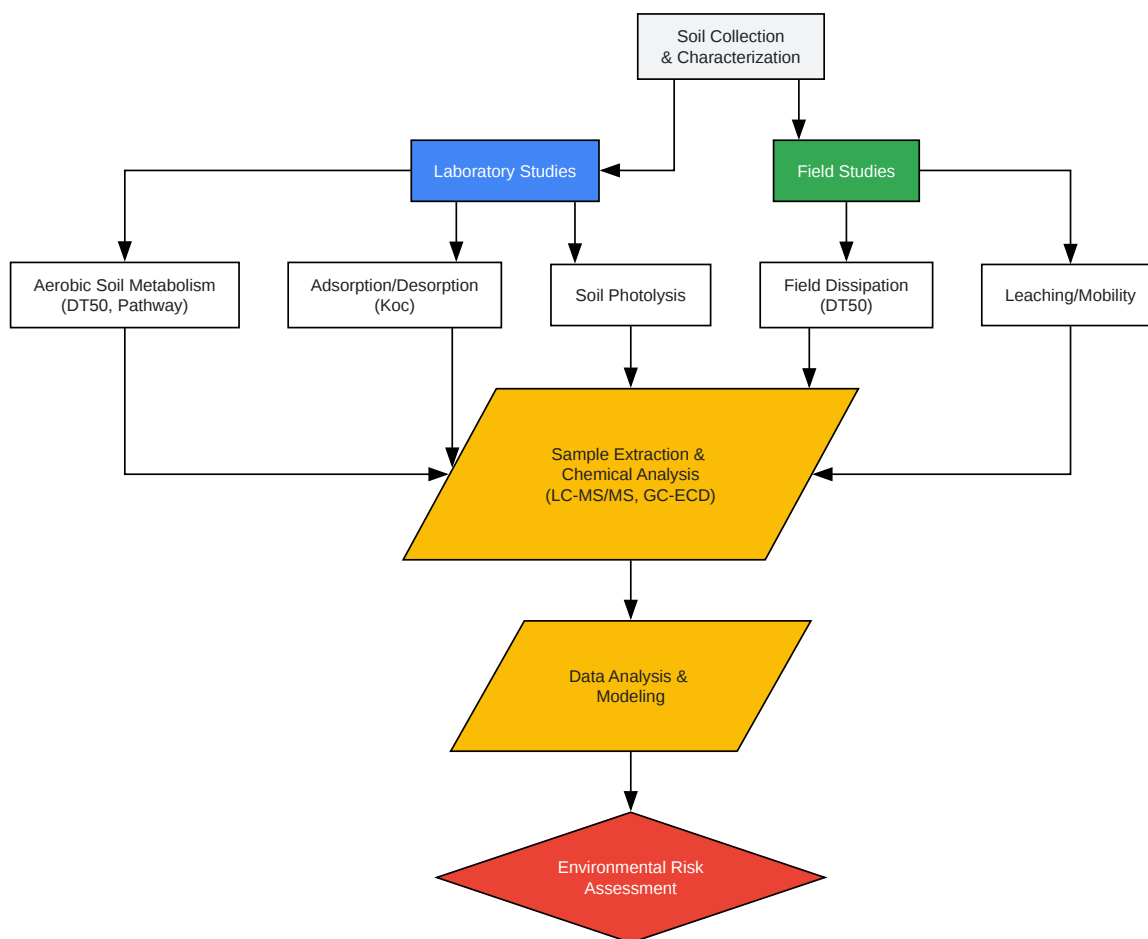 Soil Collection
& Characterization
Laboratory Studies
Field Studies
Aerobic Soil Metabolism
(DT50, Pathway)
Adsorption/Desorption
(Koc)
Soil Photolysis
Field Dissipation
(DT50)
Leaching/Mobility
Sample Extraction &
Chemical Analysis
(LC-MS/MS, GC-ECD)
Data Analysis &
Modeling
Environmental Risk
Assessment